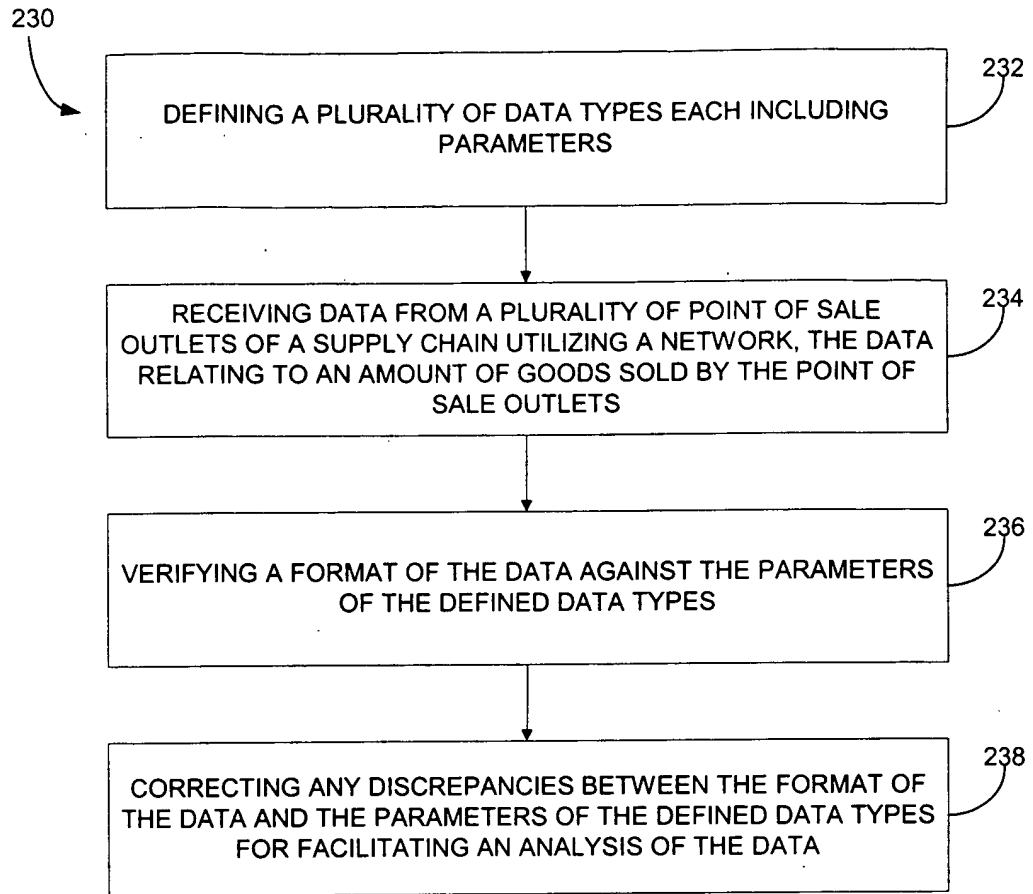 230
232
DEFINING A PLURALITY OF DATA TYPES EACH INCLUDING
PARAMETERS
234
RECEIVING DATA FROM A PLURALITY OF POINT OF SALE
OUTLETS OF A SUPPLY CHAIN UTILIZING A NETWORK, THE DATA
RELATING TO AN AMOUNT OF GOODS SOLD BY THE POINT OF
SALE OUTLETS
236
VERIFYING A FORMAT OF THE DATA AGAINST THE PARAMETERS
OF THE DEFINED DATA TYPES
238
CORRECTING ANY DISCREPANCIES BETWEEN THE FORMAT OF
THE DATA AND THE PARAMETERS OF THE DEFINED DATA TYPES
FOR FACILITATING AN ANALYSIS OF THE DATA